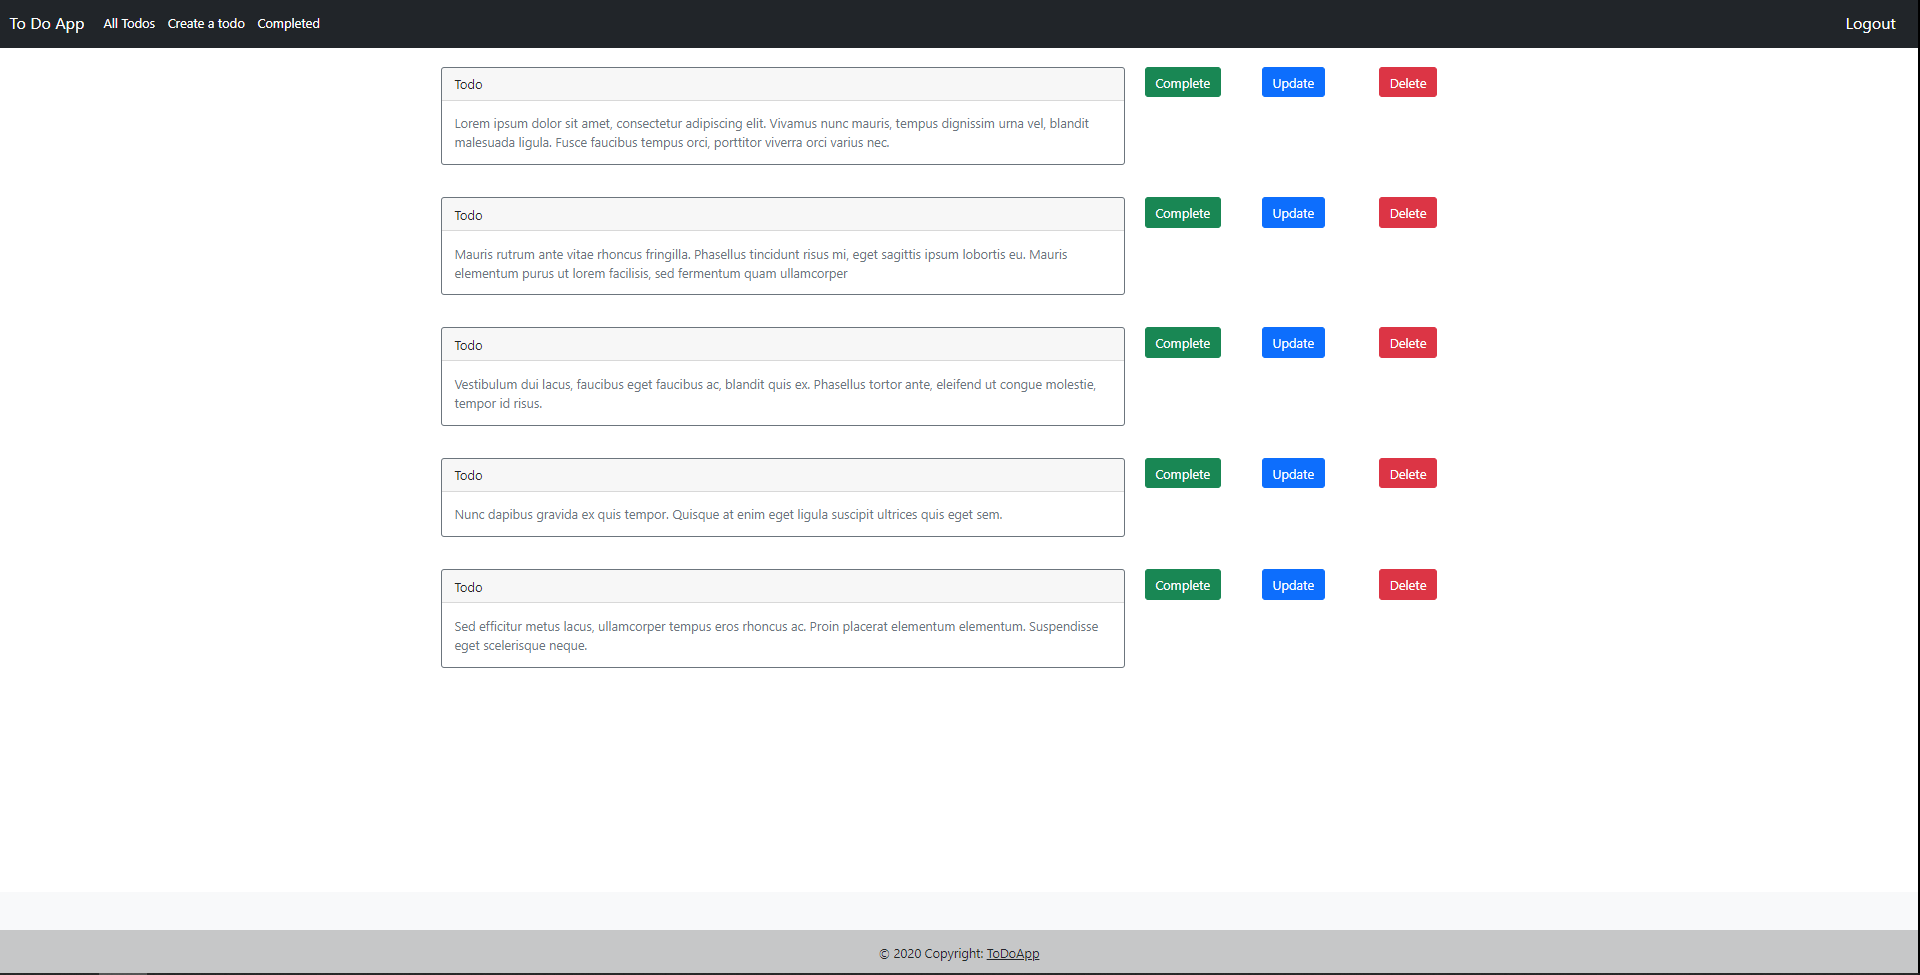 To Do App All Todos Create a todo Completed Logout
Todo Complete Update Delete
Lorem ipsum dolor sit amet, consectetur adipiscing elit. Vivamus nunc mauris, tempus dignissim urna vel, blandit
malesuada ligula. Fusce faucibus tempus orci, porttitor viverra orci varius nec.
Todo Complete Update Delete
Mauris rutrum ante vitae rhoncus fringilla. Phasellus tincidunt risus mi, eget sagittis ipsum lobortis eu. Mauris
elementum purus ut lorem facilisis, sed fermentum quam ullamcorper
Todo Complete Update Delete
Vestibulum dui lacus, faucibus eget faucibus ac, blandit quis ex. Phasellus tortor ante, eleifend ut congue molestie,
tempor id risus.
Todo Complete Update Delete
Nunc dapibus gravida ex quis tempor. Quisque at enim eget ligula suscipit ultrices quis eget sem.
Todo Complete Update Delete
Sed efficitur metus lacus, ullamcorper tempus eros rhoncus ac. Proin placerat elementum elementum. Suspendisse
eget scelerisque neque.
© 2020 Copyright: ToDoApp